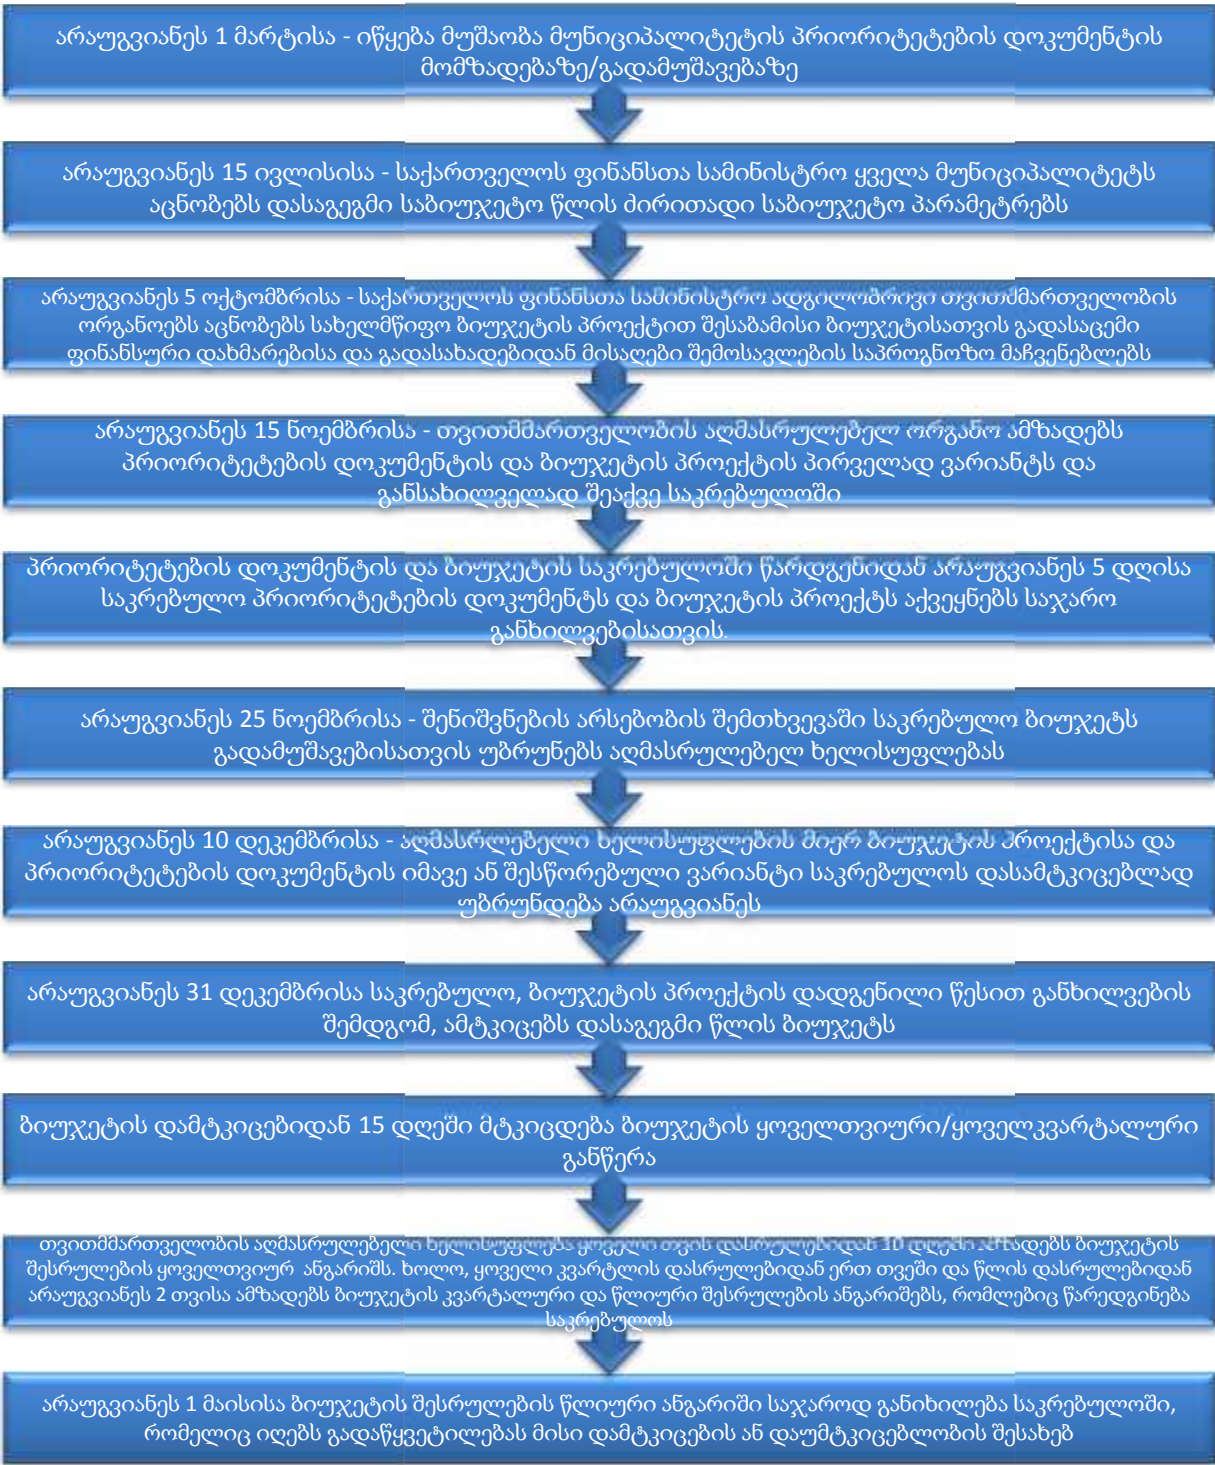 არაუგვიანეს 1 მარტისა - იწყება მუშაობა მუნიციპალიტეტის პრიორიტეტების დოკუმენტის
მომზადებაზე/გადამუშავებაზე
არაუგვიანეს 15 ივლისისა - საქართველოს ფინანსთა სამინისტრო ყველა მუნიციპალიტეტს
აცნობებს დასაგეგმი საბიუჯეტო წლის ძირითადი საბიუჯეტო პარამეტრებს
არაუგვიანეს 5 ოქტომბრისა - საქართველოს ფინანსთა სამინისტრო ადგილობრივი თვითმმართველობის
ორგანოებს აცნობებს სახელმწიფო ბიუჯეტის პროექტით შესაბამისი ბიუჯეტისათვის გადასაცემი
ფინანსური დახმარებისა და გადასახადებიდან მისაღები შემოსავლების საპროგნოზო მაჩვენებლებს
არაუგვიანეს 15 ნოემბრისა - თვითმმართველობის აღმასრულებელ ორგანო ამზადებს
პრიორიტეტების დოკუმენტის და ბიუჯეტის პროექტის პირველად ვარიანტს და
განსახილველად შეაქვე საკრებულოში
პრიორიტეტების დოკუმენტის და ბიუჯეტის საკრებულოში წარდგენიდან არაუგვიანეს 5 დღისა
საკრებულო პრიორიტეტების დოკუმენტს და ბიუჯეტის პროექტს აქვეყნებს საჯარო
განხილვებისათვის.
არაუგვიანეს 25 ნოემბრისა - შენიშვნების არსებობის შემთხვევაში საკრებულო ბიუჯეტს
გადამუშავებისათვის უბრუნებს აღმასრულებელ ხელისუფლებას
არაუგვიანეს 10 დეკემბრისა - აღმასრულებელი ხელისუფლების მიერ ბიუჯეტის პროექტისა და
პრიორიტეტების დოკუმენტის იმავე ან შესწორებული ვარიანტი საკრებულოს დასამტკიცებლად
უბრუნდება არაუგვიანეს
არაუგვიანეს 31 დეკემბრისა საკრებულო, ბიუჯეტის პროექტის დადგენილი წესით განხილვების
შემდგომ, ამტკიცებს დასაგეგმი წლის ბიუჯეტს
ბიუჯეტის დამტკიცებიდან 15 დღეში მტკიცდება ბიუჯეტის ყოველთვიური/ყოველკვარტალური
განწერა
თვითმმართველობის აღმასრულებელი ხელისუფლება ყოველი თვის დასრულებიდან 10 დღეში ამზადებს ბიუჯეტის
შესრულების ყოველთვიურ ანგარიშს. ხოლო, ყოველი კვარტლის დასრულებიდან ერთ თვეში და წლის დასრულებიდან
არაუგვიანეს 2 თვისა ამზადებს ბიუჯეტის კვარტალური და წლიური შესრულების ანგარიშებს, რომლებიც წარედგინება
საკრებულოს
არაუგვიანეს 1 მაისისა ბიუჯეტის შესრულების წლიური ანგარიში საჯაროდ განიხილება საკრებულოში,
რომელიც იღებს გადაწყვეტილებას მისი დამტკიცების ან დაუმტკიცებლობის შესახებ